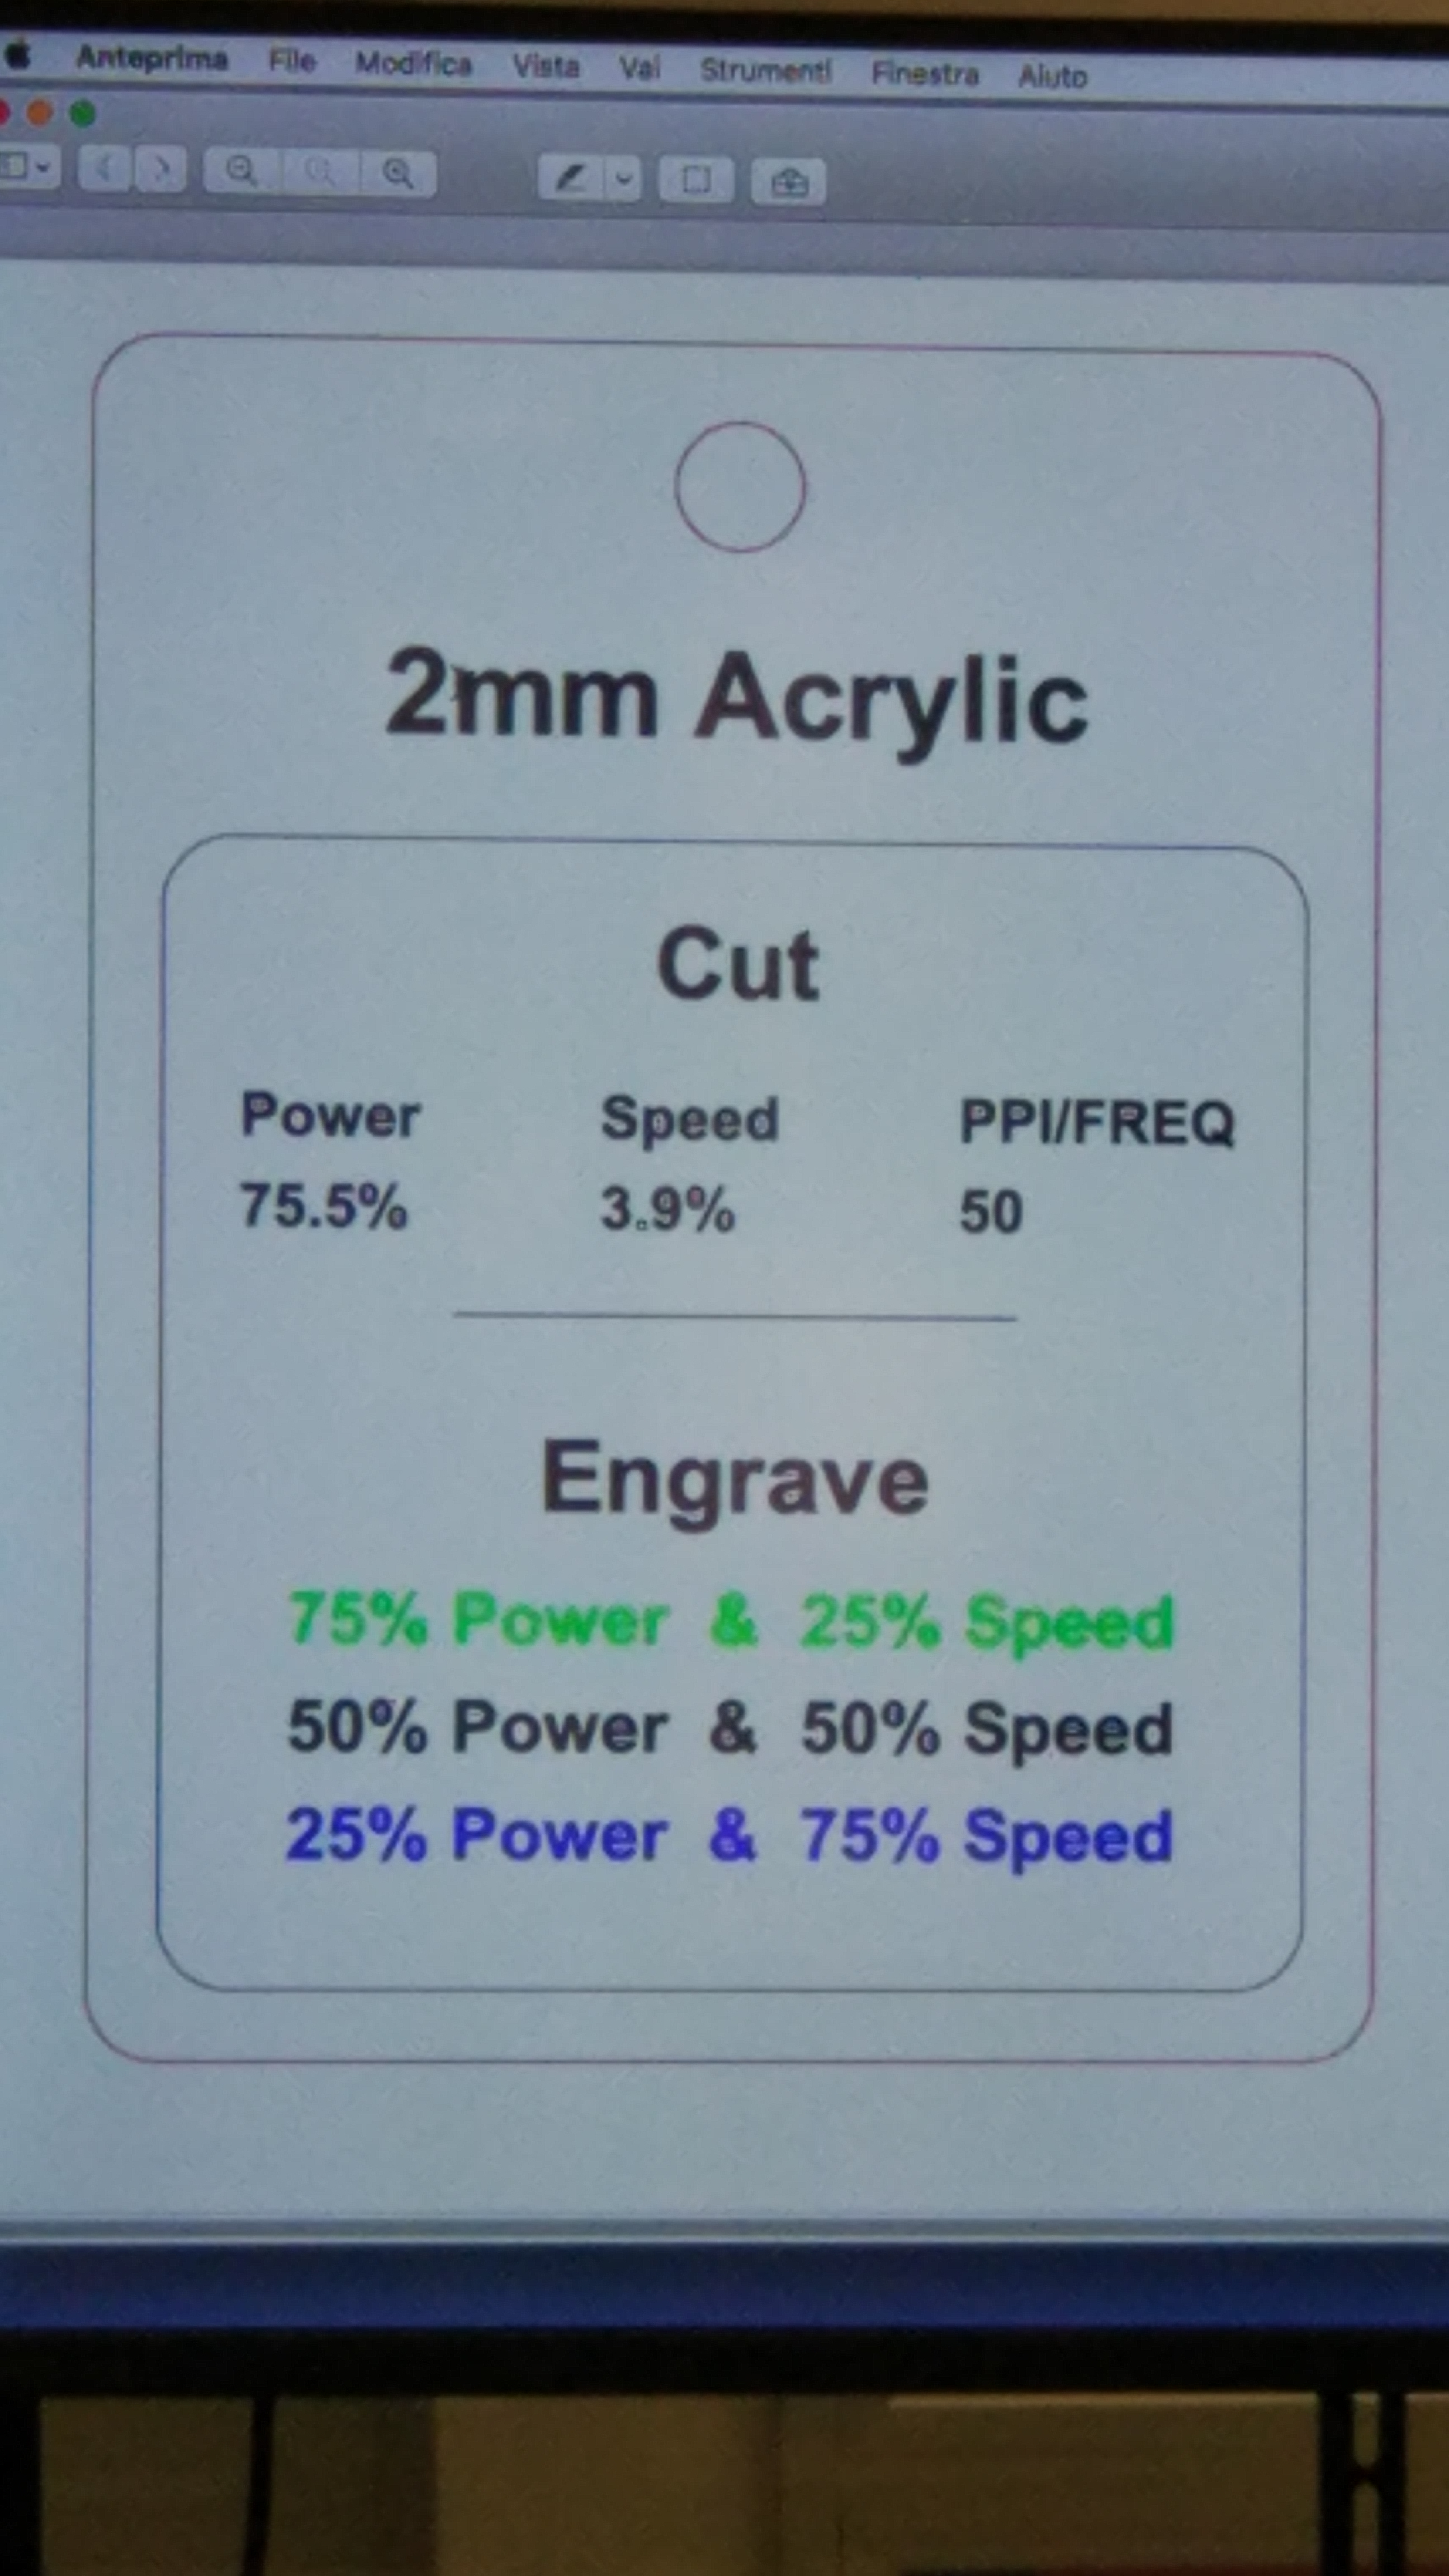 Anteprima File Modifica Vista Vai Strumenti Finestra Aiuto
2mm Acrylic
Cut
Power Speed PPI/FREQ
75.5% 3.9% 50
Engrave
75% Power & 25% Speed
50% Power & 50% Speed
25% Power & 75% Speed